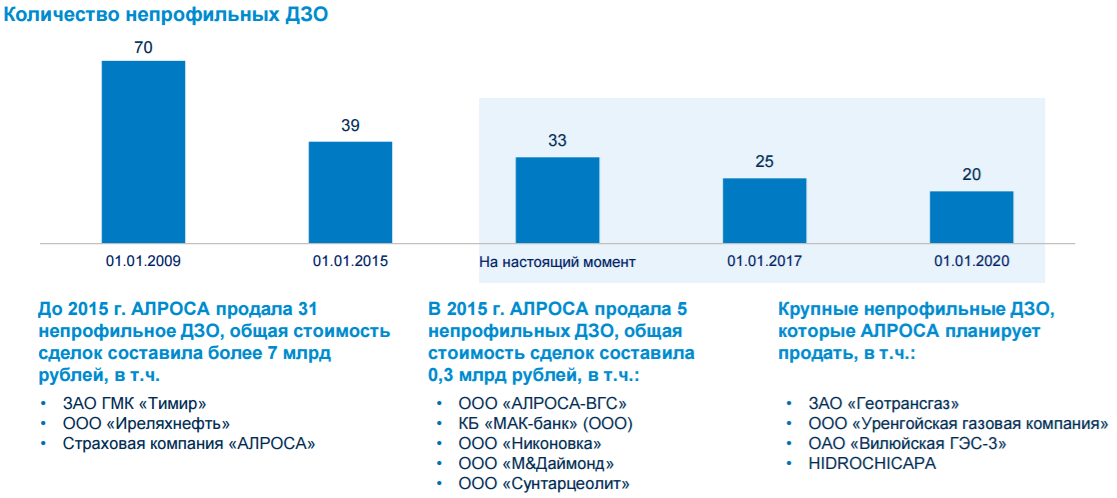 Количество непрофильных ДЗО
70
39
33
25
20
01.01.2009
01.01.2015
На настоящий момент
01.01.2017
01.01.2020
До 2015 г. АЛРОСА продала 31
непрофильное ДЗО, общая стоимость
сделок составила более 7 млрд
рублей, в т.ч.
• ЗАО ГМК «Тимир»
• ООО «Иреляхнефть»
• Страховая компания «АЛРОСА»
В 2015 г. АЛРОСА продала 5
непрофильных ДЗО, общая
стоимость сделок составила
0,3 млрд рублей, в т.ч.:
• ООО «АЛРОСА-ВГС»
• КБ «МАК-банк» (ООО)
• ООО «Никоновка»
• ООО «М&Даймонд»
• ООО «Сунтарцеолит»
Крупные непрофильные ДЗО,
которые АЛРОСА планирует
продать, в т.ч.:
• ЗАО «Геотрансгаз»
• ООО «Уренгойская газовая компания»
• ОАО «Вилюйская ГЭС-3»
• HIDROCHICAPA